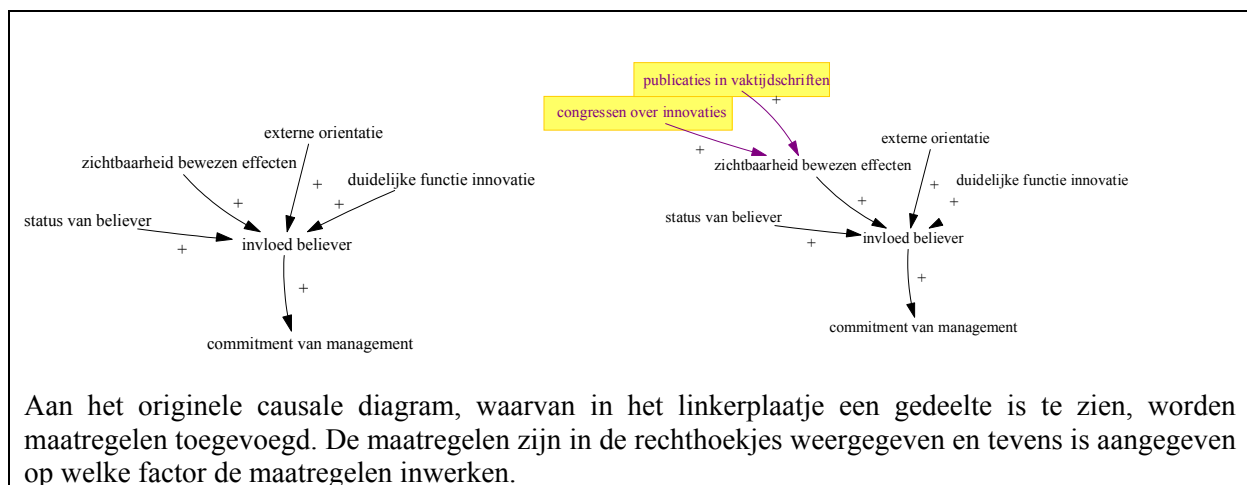 externe orientatie
zichtbaarheid bewezen effecten
+
duidelijke functie innovatie
+
+
status van believer
+
invloed believer
+
commitment van management
publicaties in vaktijdschriften
+
congressen over innovaties
externe orientatie
+
zichtbaarheid bewezen effecten
+
duidelijke functie innovatie
+
+
status van believer
+
invloed believer
+
commitment van management
Aan het originele causale diagram, waarvan in het linkerplaatje een gedeelte is te zien, worden
maatregelen toegevoegd. De maatregelen zijn in de rechthoekjes weergegeven en tevens is aangegeven
op welke factor de maatregelen inwerken.